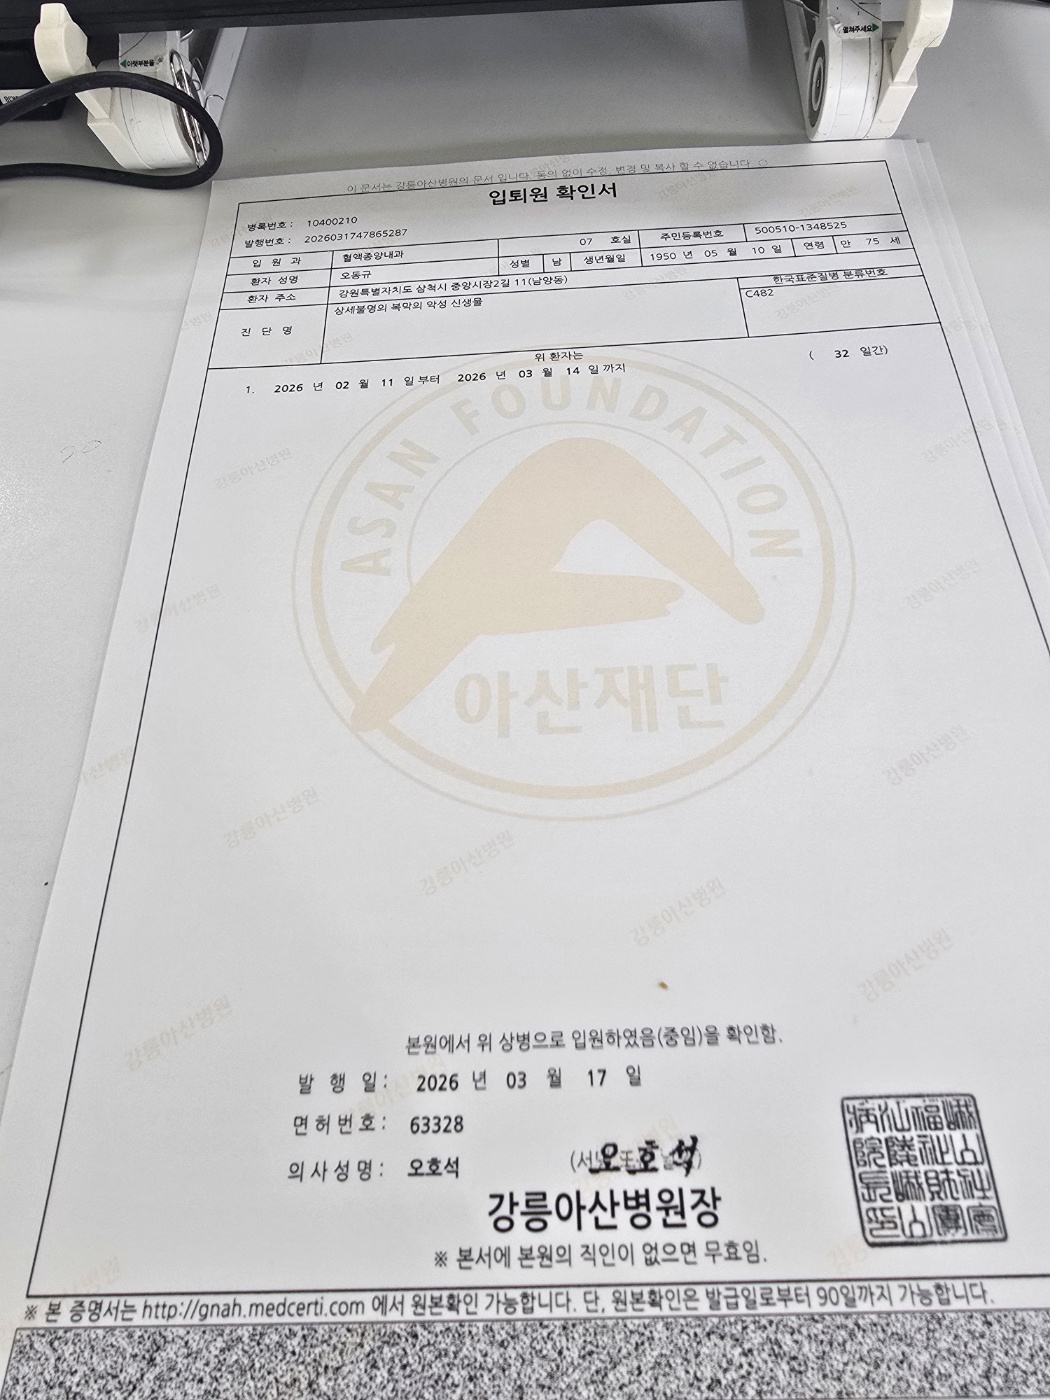 ◀아랫부분을
펼쳐주세요▶
이 문서는 강릉아산병원의 문서 입니다. 동의 없이 수정, 변경 및 복사 할 수 없습니다.
입퇴원 확인서
병록번호 : 10400210
발행번호 : 2026031747865287
입 원 과 혈액종양내과 07 호실 주민등록번호 500510-1348525
환자 성명 오동규 성별 남 생년월일 1950 년 05 월 10 일 연령 만 75 세
환자 주소 강원특별자치도 삼척시 중앙시장2길 11(남양동) 한국표준질병 분류번호
진 단 명 상세불명의 복막의 악성 신생물 C482
위 환자는
1. 2026 년 02 월 11 일 부터 2026 년 03 월 14 일 까지 ( 32 일간)
ASAN FOUNDATION
아산재단
강릉아산병원
본원에서 위 상병으로 입원하였음(중임)을 확인함.
발 행 일 : 2026 년 03 월 17 일
면허번호 : 63328
의사성명 : 오호석 오호석
강릉아산병원장
※ 본서에 본원의 직인이 없으면 무효임.
※ 본 증명서는 http://gnah.medcerti.com 에서 원본확인 가능합니다. 단, 원본확인은 발급일로부터 90일까지 가능합니다.